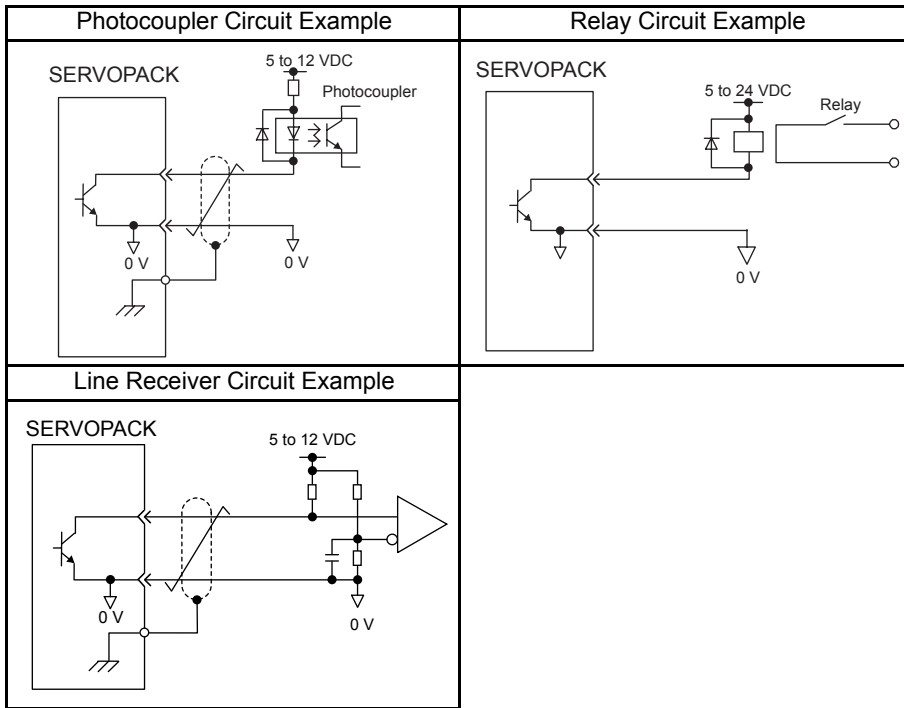 Photocoupler Circuit Example
SERVOPACK
5 to 12 VDC
Photocoupler
0 V
0 V
Relay Circuit Example
SERVOPACK
5 to 24 VDC
Relay
0 V
Line Receiver Circuit Example
SERVOPACK
5 to 12 VDC
0 V
0 V